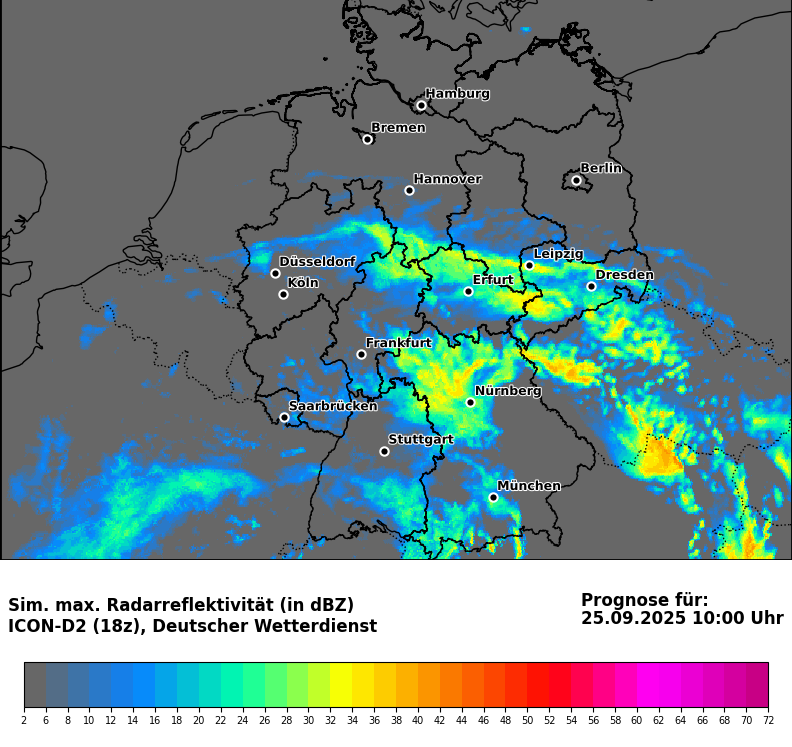 Hamburg
Bremen
Berlin
Hannover
Leipzig
Düsseldorf
Dresden
Köln
Erfurt
Frankfurt
Nürnberg
Saarbrücken
Stuttgart
München
Sim. max. Radarreflektivität (in dBZ)
ICON-D2 (18z), Deutscher Wetterdienst
Prognose für:
25.09.2025 10:00 Uhr
2 6 8 10 12 14 16 18 20 22 24 26 28 30 32 34 36 38 40 42 44 46 48 50 52 54 56 58 60 62 64 66 68 70 72